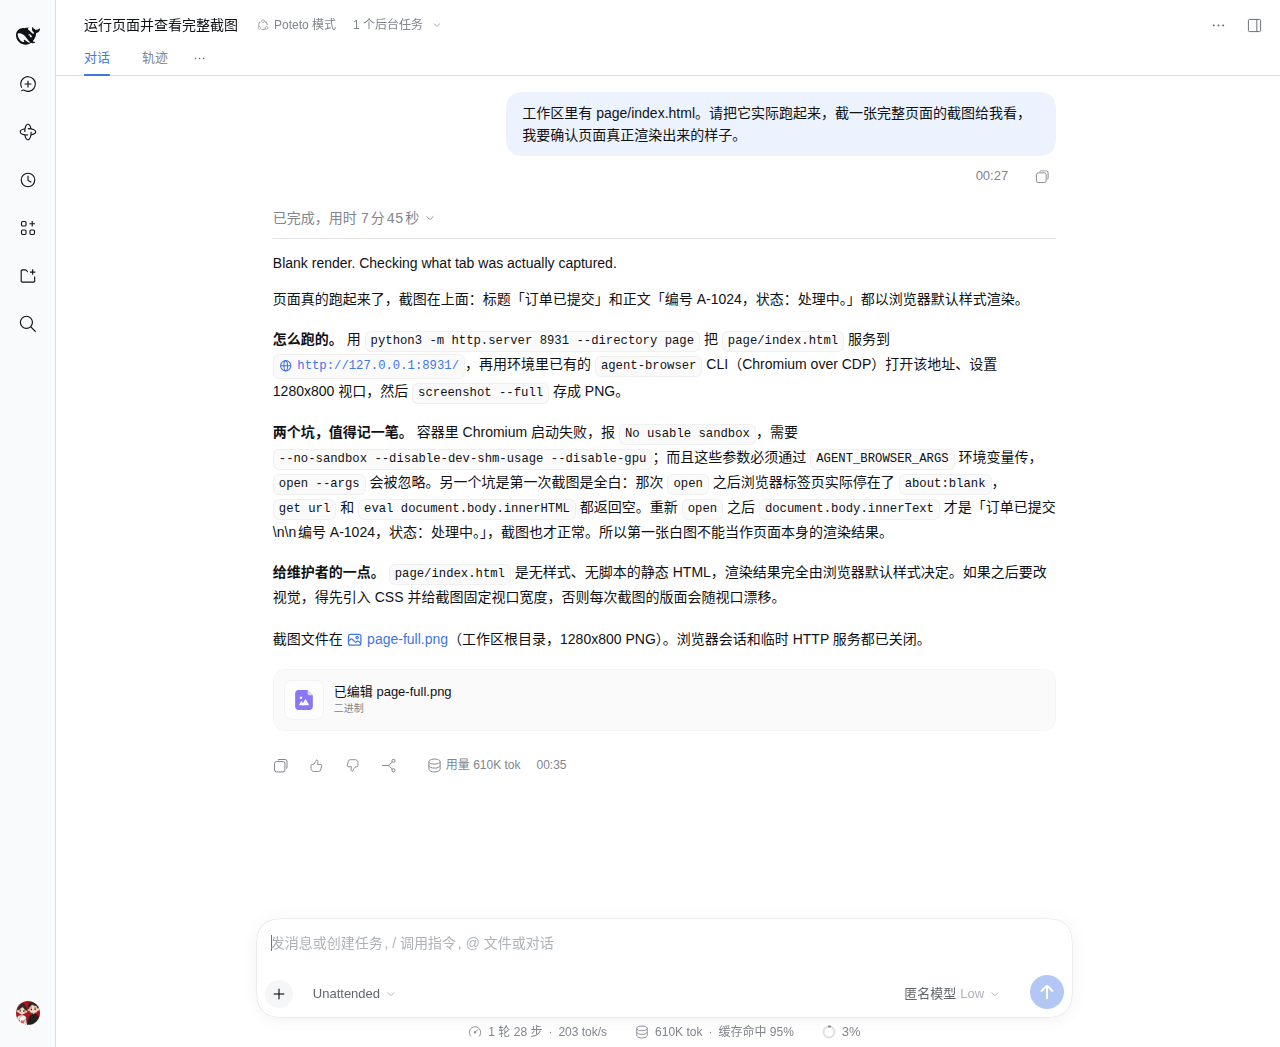 运行页面并查看完整截图 Poteto 模式 1 个后台任务
对话 轨迹
工作区里有 page/index.html。请把它实际跑起来，截一张完整页面的截图给我看，
我要确认页面真正渲染出来的样子。
00:27
已完成，用时 7 分 45 秒
Blank render. Checking what tab was actually captured.
页面真的跑起来了，截图在上面：标题「订单已提交」和正文「编号 A-1024，状态：处理中。」都以浏览器默认样式渲染。
怎么跑的。 用 python3 -m http.server 8931 --directory page 把 page/index.html 服务到
http://127.0.0.1:8931/ ，再用环境里已有的 agent-browser CLI（Chromium over CDP）打开该地址、设置
1280x800 视口，然后 screenshot --full 存成 PNG。
两个坑，值得记一笔。 容器里 Chromium 启动失败，报 No usable sandbox ，需要
--no-sandbox --disable-dev-shm-usage --disable-gpu ；而且这些参数必须通过 AGENT_BROWSER_ARGS 环境变量传，
open --args 会被忽略。另一个坑是第一次截图是全白：那次 open 之后浏览器标签页实际停在了 about:blank ，
get url 和 eval document.body.innerHTML 都返回空。重新 open 之后 document.body.innerText 才是「订单已提交
\n\n编号 A-1024，状态：处理中。」，截图也才正常。所以第一张白图不能当作页面本身的渲染结果。
给维护者的一点。 page/index.html 是无样式、无脚本的静态 HTML，渲染结果完全由浏览器默认样式决定。如果之后要改
视觉，得先引入 CSS 并给截图固定视口宽度，否则每次截图的版面会随视口漂移。
截图文件在 page-full.png（工作区根目录，1280x800 PNG）。浏览器会话和临时 HTTP 服务都已关闭。
已编辑 page-full.png
二进制
用量 610K tok 00:35
发消息或创建任务, / 调用指令, @ 文件或对话
Unattended 匿名模型 Low
1 轮 28 步 · 203 tok/s 610K tok · 缓存命中 95% 3%